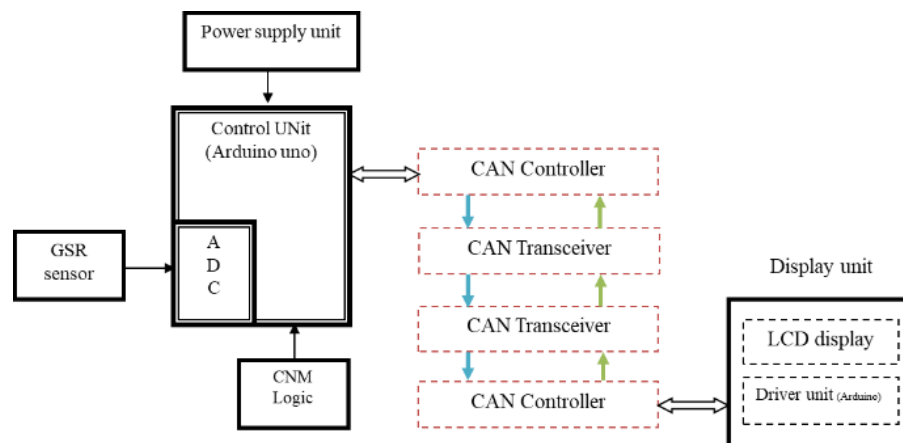 Power supply unit
Control UNit
(Arduino uno)
A
D
C
GSR
sensor
CNM
Logic
CAN Controller
CAN Transceiver
CAN Transceiver
CAN Controller
Display unit
LCD display
Driver unit (Arduino)